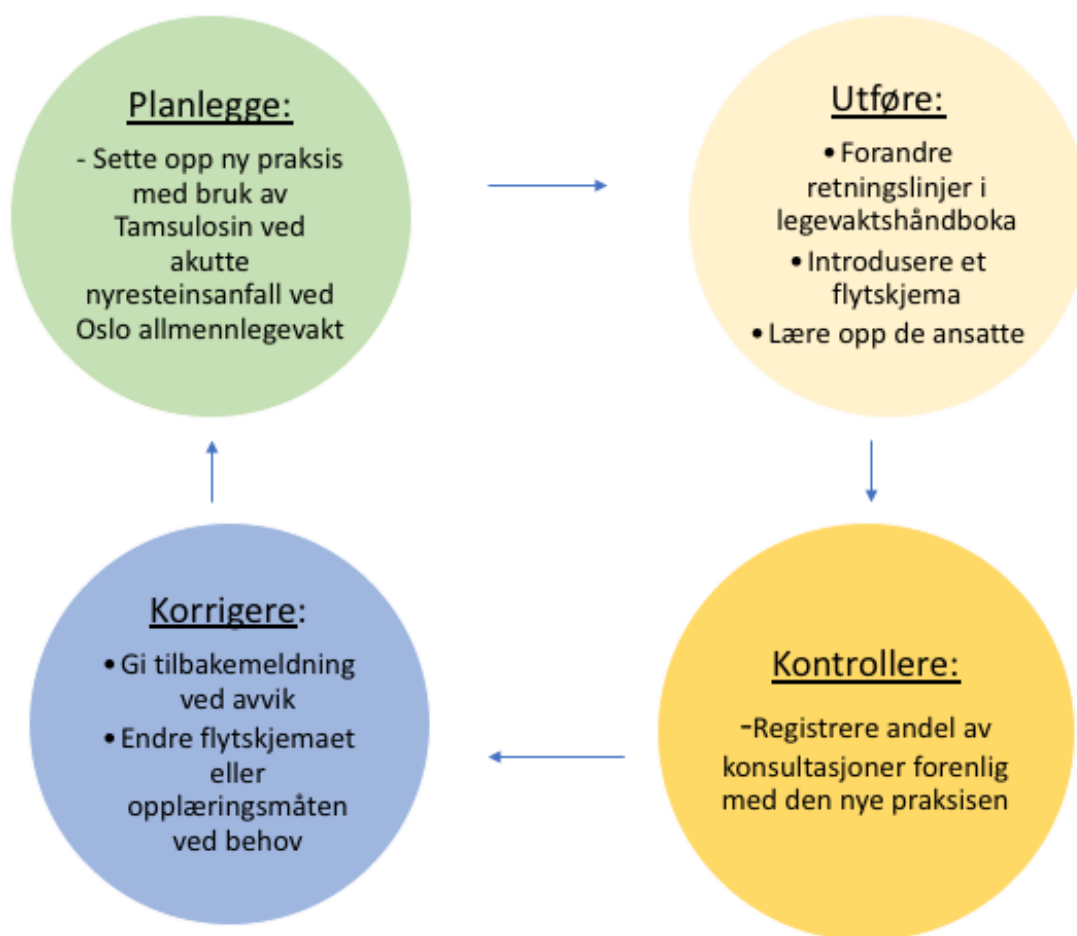 Planlegge:
- Sette opp ny praksis
med bruk av
Tamsulosin ved
akutte
nyresteinsanfall ved
Oslo allmennlegevakt
Utføre:
• Forandre
retningslinjer i
legevaktshåndboka
• Introdusere et
flytskjema
• Lære opp de ansatte
Kontrollere:
-Registrere andel av
konsultasjoner forenlig
med den nye praksisen
Korrigere:
• Gi tilbakemeldning
ved avvik
• Endre flytskjemaet
eller
opplæringsmåten
ved behov